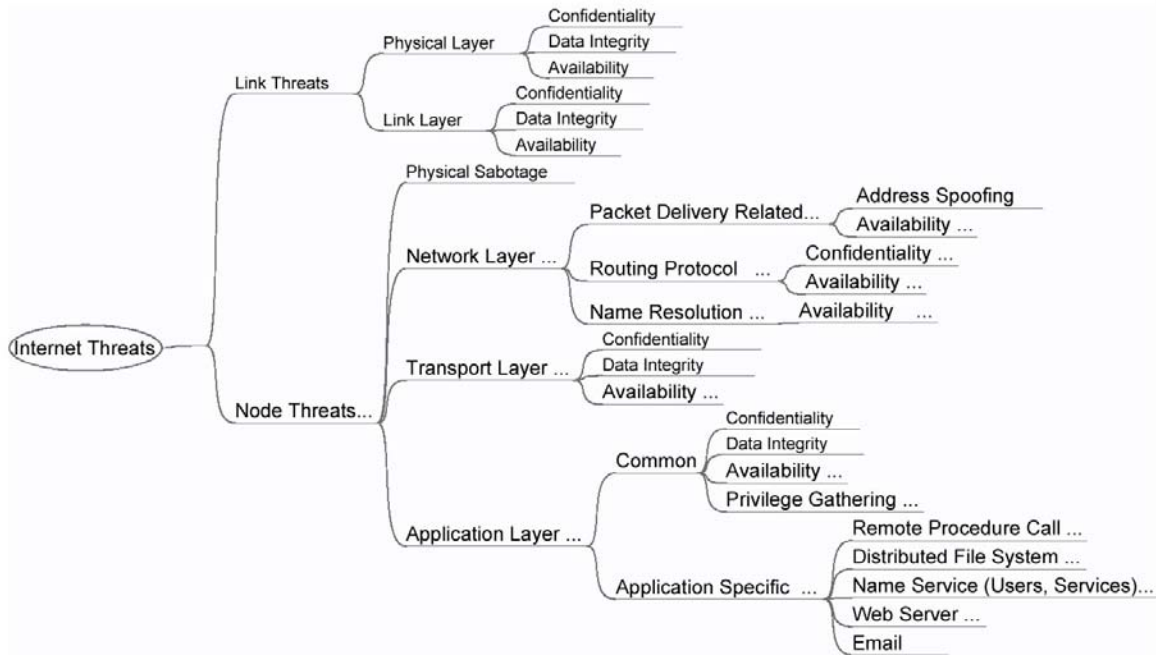 Internet Threats
Link Threats
Physical Layer
Confidentiality
Data Integrity
Availability
Link Layer
Confidentiality
Data Integrity
Availability
Node Threats...
Physical Sabotage
Network Layer ...
Packet Delivery Related...
Address Spoofing
Availability ...
Routing Protocol ...
Confidentiality ...
Availability ...
Name Resolution ...
Availability ...
Transport Layer ...
Confidentiality
Data Integrity
Availability ...
Application Layer ...
Common
Confidentiality
Data Integrity
Availability ...
Privilege Gathering ...
Application Specific ...
Remote Procedure Call ...
Distributed File System ...
Name Service (Users, Services)...
Web Server ...
Email